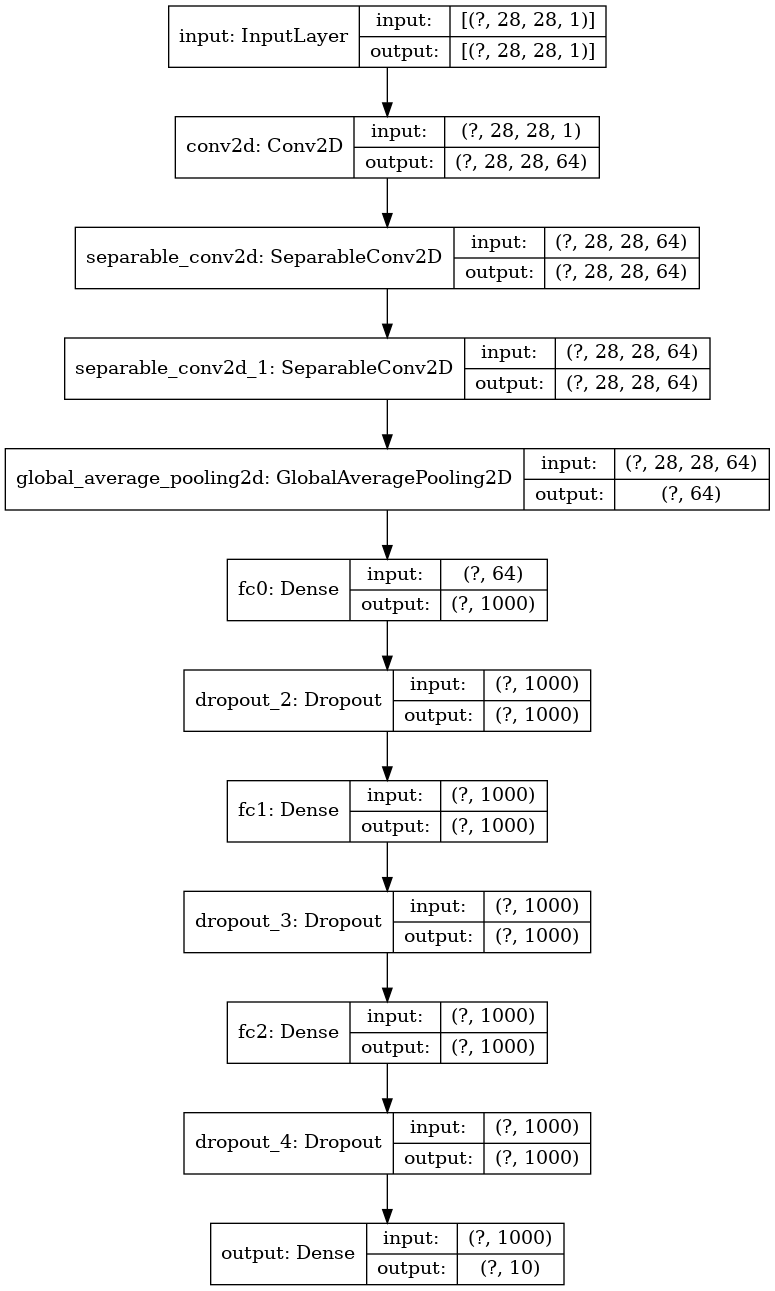 input: InputLayer
input:
[(?, 28, 28, 1)]
output:
[(?, 28, 28, 1)]
conv2d: Conv2D
input:
(?, 28, 28, 1)
output:
(?, 28, 28, 64)
separable_conv2d: SeparableConv2D
input:
(?, 28, 28, 64)
output:
(?, 28, 28, 64)
separable_conv2d_1: SeparableConv2D
input:
(?, 28, 28, 64)
output:
(?, 28, 28, 64)
global_average_pooling2d: GlobalAveragePooling2D
input:
(?, 28, 28, 64)
output:
(?, 64)
fc0: Dense
input:
(?, 64)
output:
(?, 1000)
dropout_2: Dropout
input:
(?, 1000)
output:
(?, 1000)
fc1: Dense
input:
(?, 1000)
output:
(?, 1000)
dropout_3: Dropout
input:
(?, 1000)
output:
(?, 1000)
fc2: Dense
input:
(?, 1000)
output:
(?, 1000)
dropout_4: Dropout
input:
(?, 1000)
output:
(?, 1000)
output: Dense
input:
(?, 1000)
output:
(?, 10)